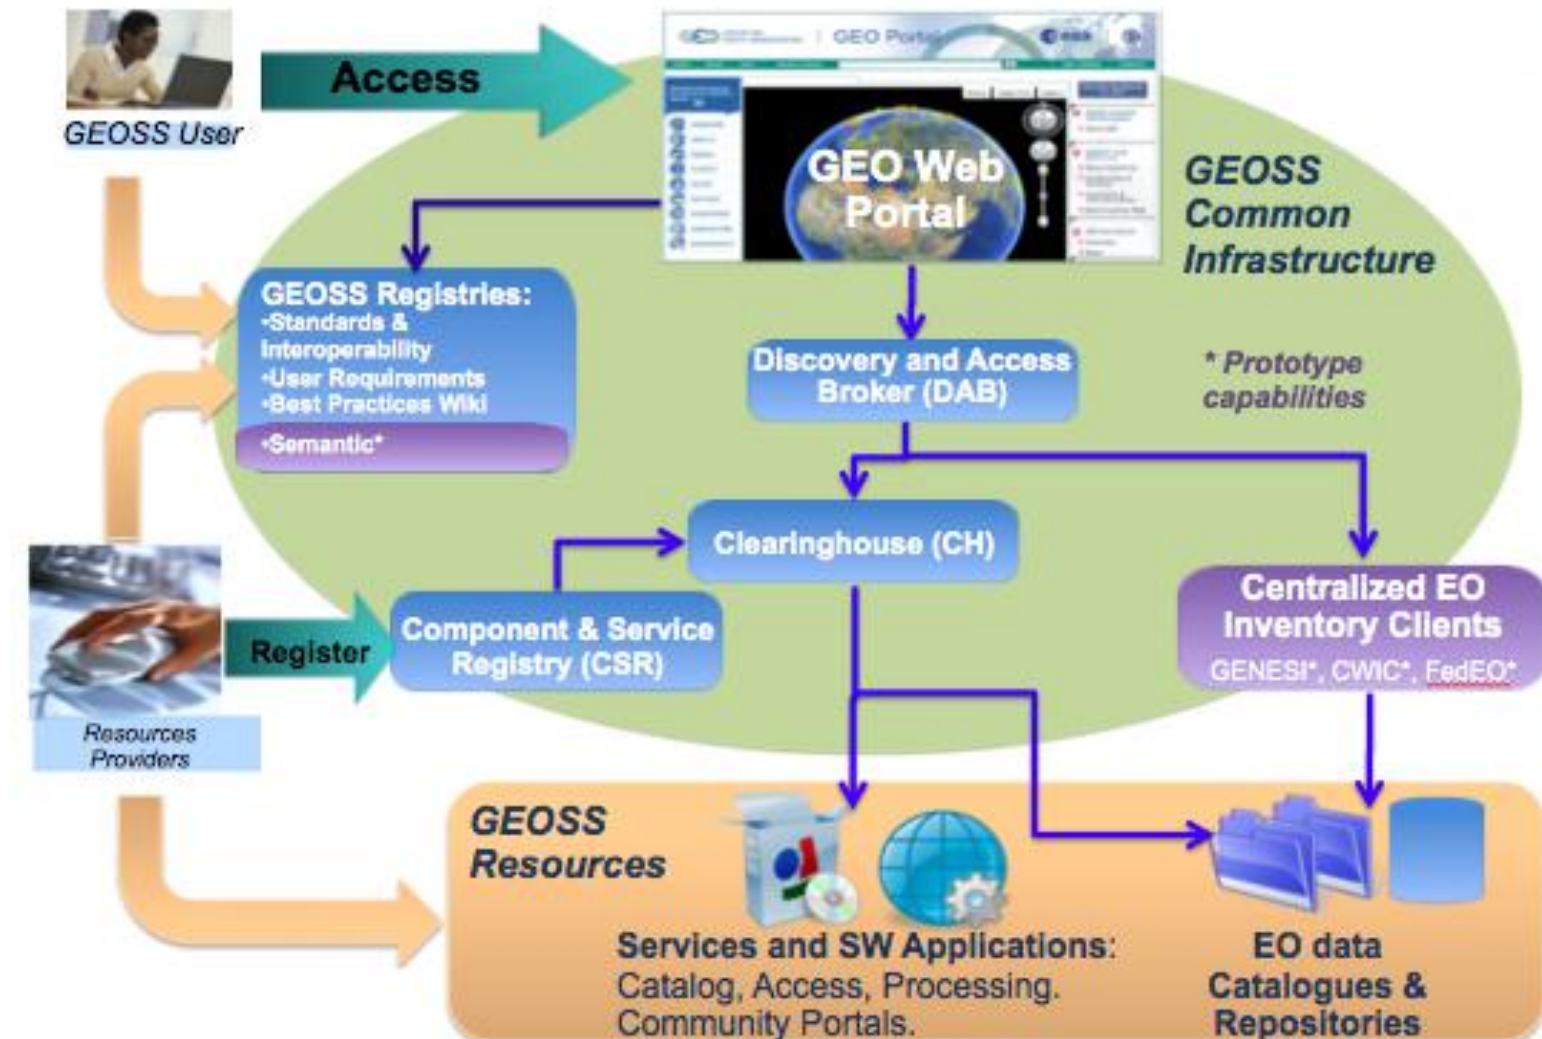 GEO Portal
esa
Access
GEOSS User
GEO Web
Portal
GEOSS
Common
Infrastructure
GEOSS Registries:
•Standards &
Interoperability
•User Requirements
•Best Practices Wiki
•Semantic*
Discovery and Access
Broker (DAB)
* Prototype
capabilities
Clearinghouse (CH)
Centralized EO
Inventory Clients
GENESI*, CWIC*, FedEO*
Component & Service
Registry (CSR)
Register
Resources
Providers
GEOSS
Resources
Services and SW Applications:
Catalog, Access, Processing.
Community Portals.
EO data
Catalogues &
Repositories